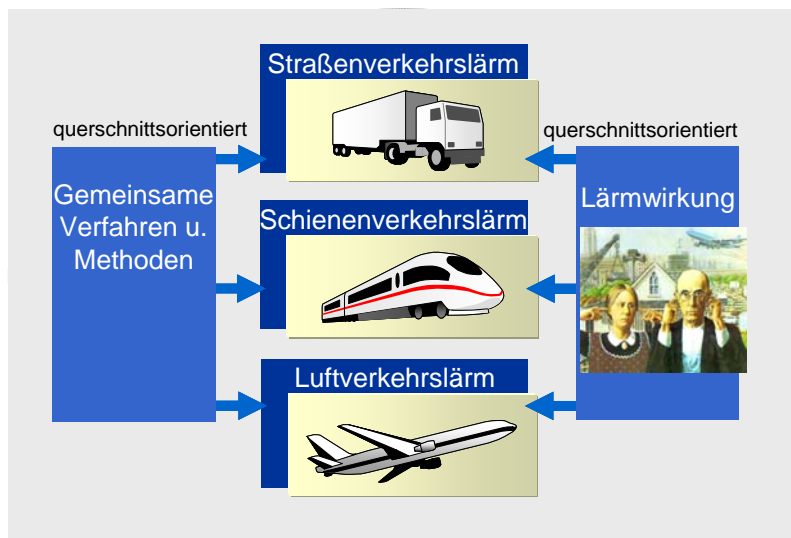 Straßenverkehrslärm
querschnittsorientiert
querschnittsorientiert
Gemeinsame
Verfahren u.
Methoden
Lärmwirkung
Schienenverkehrslärm
Luftverkehrslärm